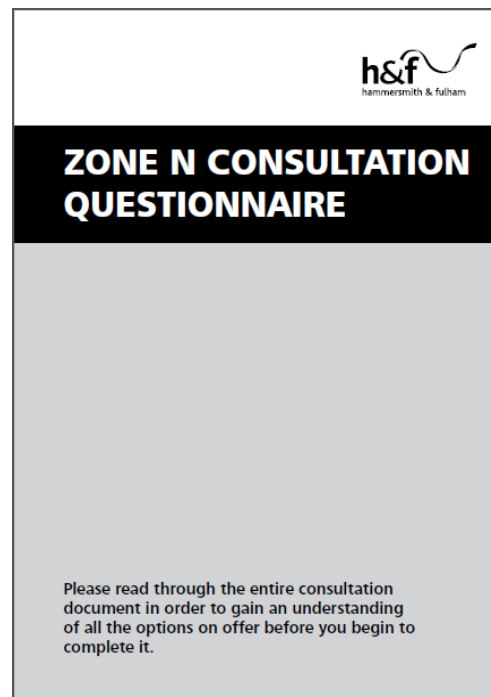 h&f
hammersmith & fulham
ZONE N CONSULTATION
QUESTIONNAIRE
Please read through the entire consultation
document in order to gain an understanding
of all the options on offer before you begin to
complete it.